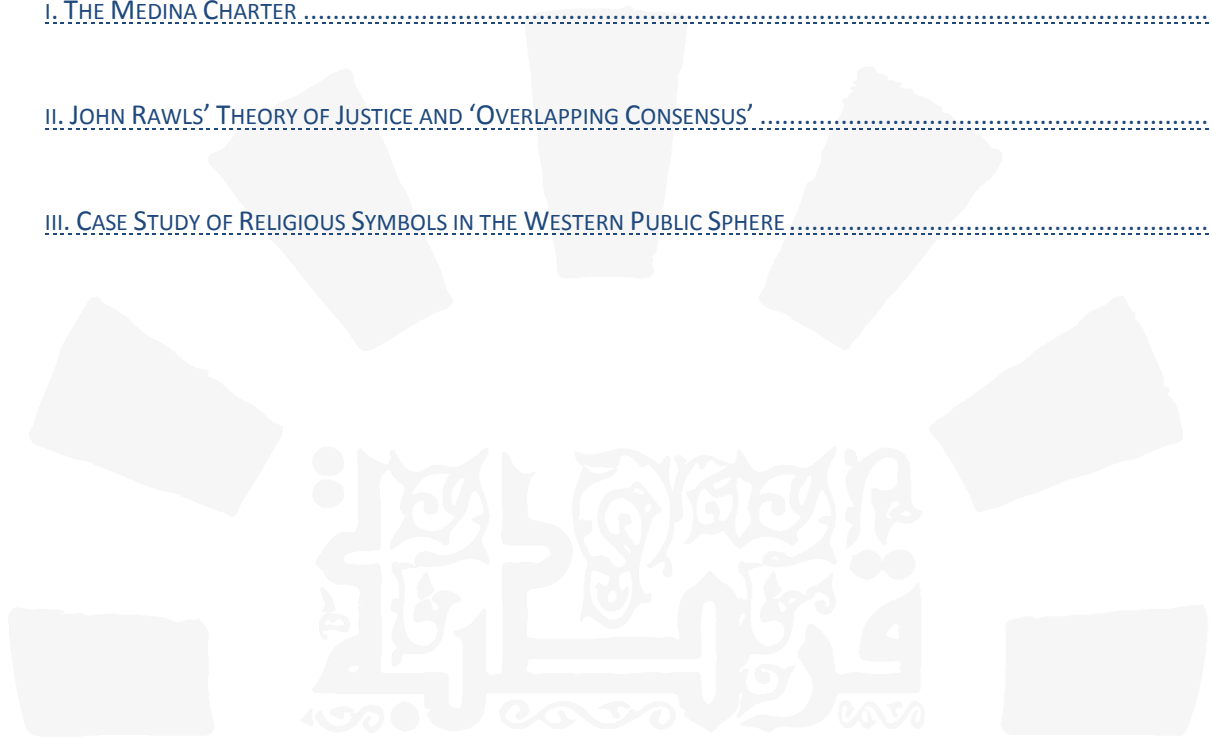 I. THE MEDINA CHARTER ........................................................................................................................
II. JOHN RAWLS’ THEORY OF JUSTICE AND ‘OVERLAPPING CONSENSUS’ ............................................................
III. CASE STUDY OF RELIGIOUS SYMBOLS IN THE WESTERN PUBLIC SPHERE ........................................................